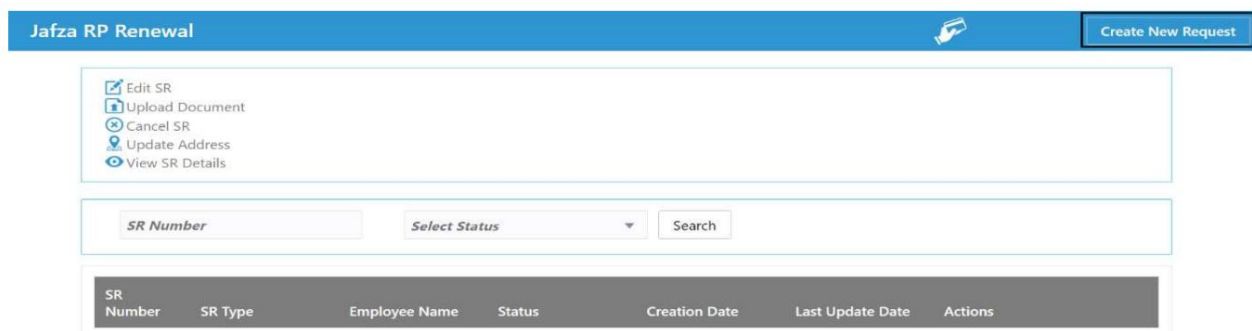 Jafza RP Renewal
Create New Request
Edit SR
Upload Document
Cancel SR
Update Address
View SR Details
SR Number
Select Status
Search
SR Number
SR Type
Employee Name
Status
Creation Date
Last Update Date
Actions